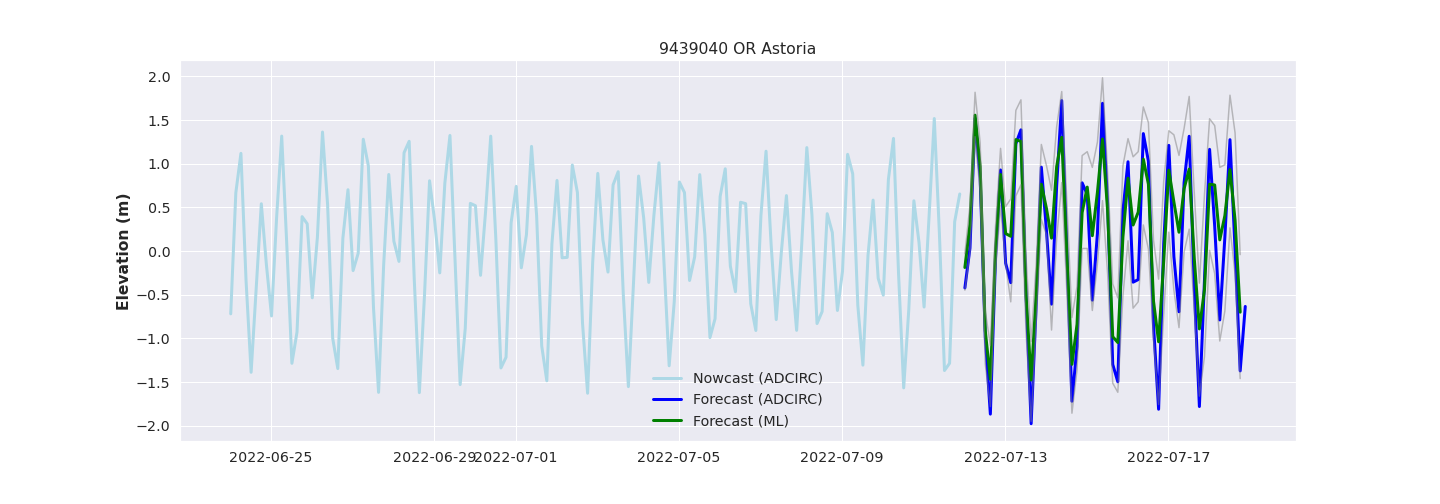 9439040 OR Astoria
Elevation (m)
2.0
1.5
1.0
0.5
0.0
−0.5
−1.0
−1.5
−2.0
Nowcast (ADCIRC)
Forecast (ADCIRC)
Forecast (ML)
2022-06-25 2022-06-29 2022-07-01 2022-07-05 2022-07-09 2022-07-13 2022-07-17